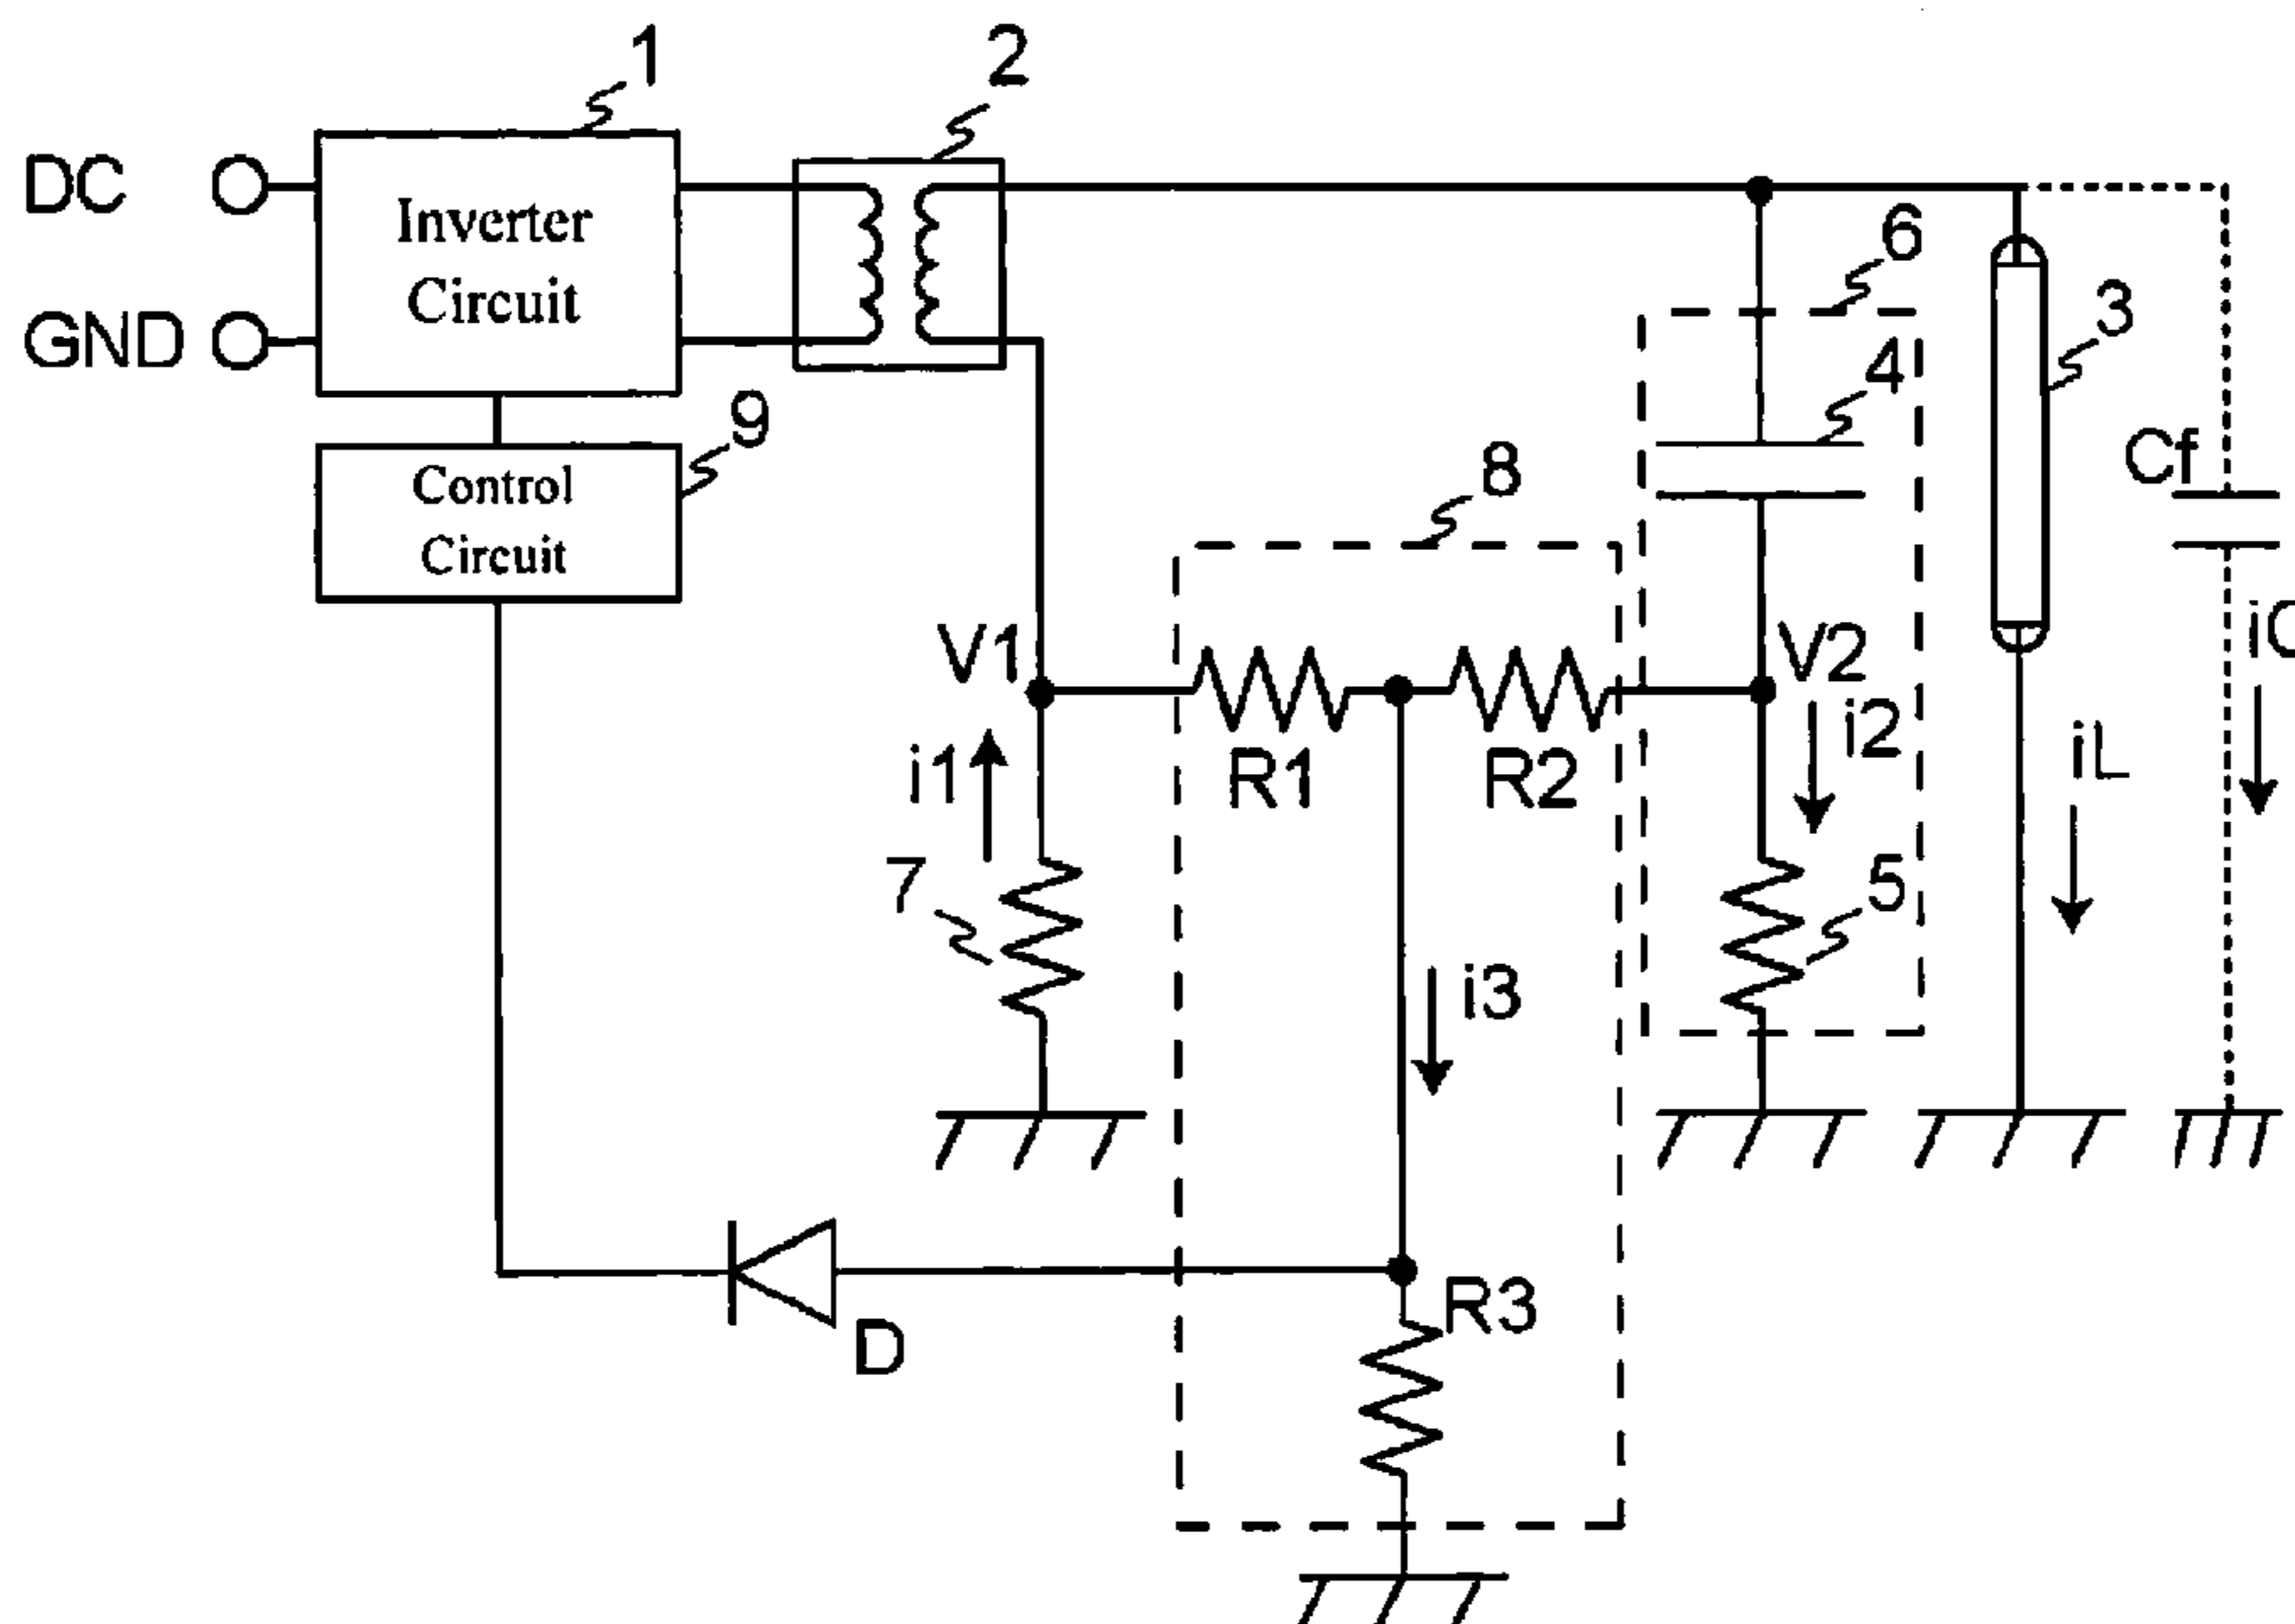 1
2
DC
Inverter
Circuit
GND
6
3
4
9
Control
Circuit
8
Cf
V1
V2
i1
R1
R2
i2
iL
7
5
i3
R3
D